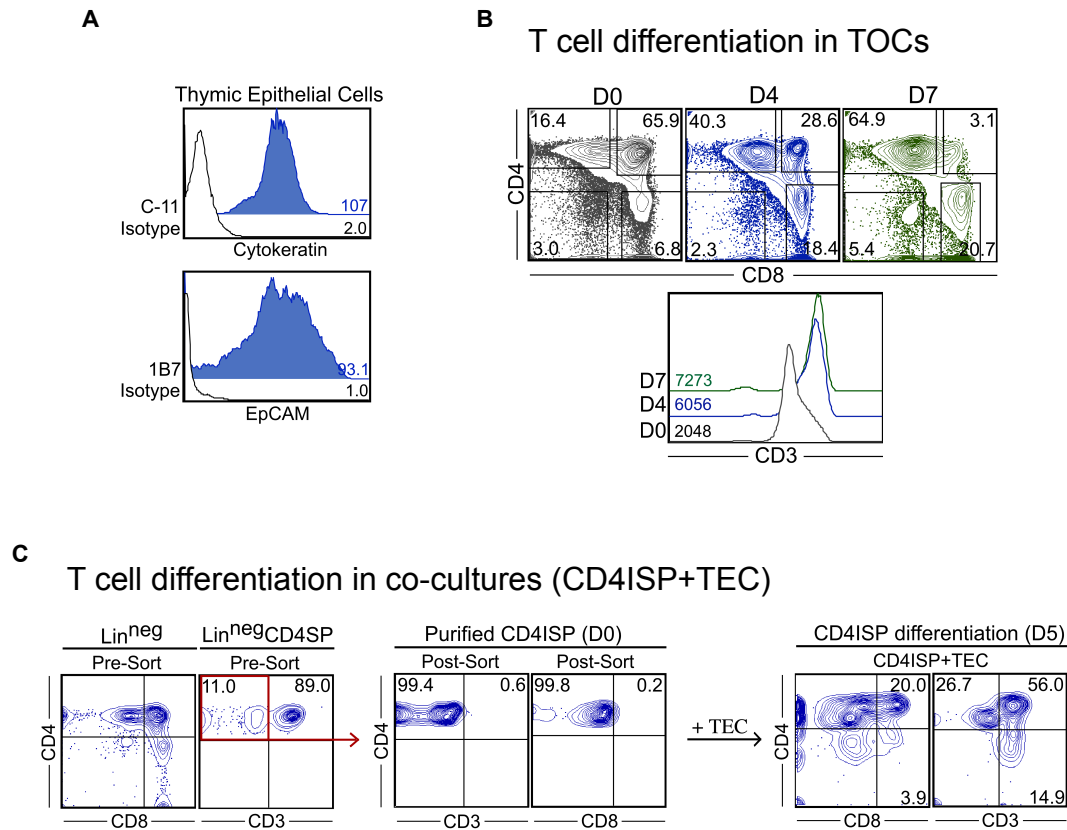 A
Thymic Epithelial Cells
C-11 107
Isotype 2.0
Cytokeratin
1B7 93.1
Isotype 1.0
EpCAM
B
T cell differentiation in TOCs
D0 D4 D7
16.4 65.9 40.3 28.6 64.9 3.1
CD4
3.0 6.8 2.3 18.4 5.4 20.7
CD8
D7 7273
D4 6056
D0 2048
CD3
C
T cell differentiation in co-cultures (CD4ISP+TEC)
Linneg LinnegCD4SP Purified CD4ISP (D0) CD4ISP differentiation (D5)
Pre-Sort Pre-Sort Post-Sort Post-Sort CD4ISP+TEC
11.0 89.0 99.4 0.6 99.8 0.2 20.0 26.7 56.0
CD4 CD4 + TEC CD4
3.9 14.9
CD8 CD3 CD3 CD8 CD8 CD3